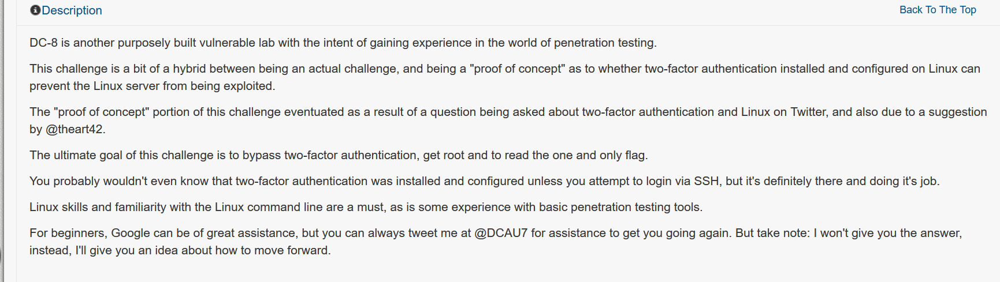 Description
Back To The Top
DC-8 is another purposely built vulnerable lab with the intent of gaining experience in the world of penetration testing.
This challenge is a bit of a hybrid between being an actual challenge, and being a "proof of concept" as to whether two-factor authentication installed and configured on Linux can
prevent the Linux server from being exploited.
The "proof of concept" portion of this challenge eventuated as a result of a question being asked about two-factor authentication and Linux on Twitter, and also due to a suggestion
by @theart42.
The ultimate goal of this challenge is to bypass two-factor authentication, get root and to read the one and only flag.
You probably wouldn't even know that two-factor authentication was installed and configured unless you attempt to login via SSH, but it's definitely there and doing it's job.
Linux skills and familiarity with the Linux command line are a must, as is some experience with basic penetration testing tools.
For beginners, Google can be of great assistance, but you can always tweet me at @DCAU7 for assistance to get you going again. But take note: I won't give you the answer,
instead, I'll give you an idea about how to move forward.